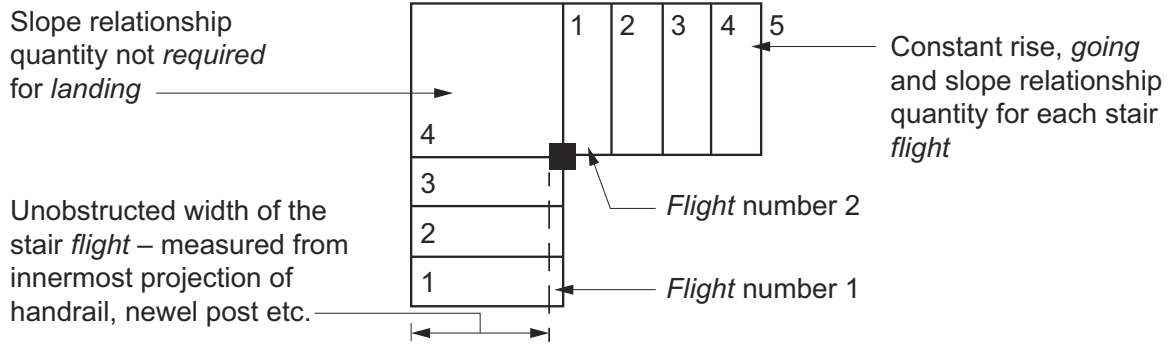 Slope relationship
quantity not required
for landing
1 2 3 4 5
Constant rise, going
and slope relationship
quantity for each stair
flight
4
3
2
1
Unobstructed width of the
stair flight – measured from
innermost projection of
handrail, newel post etc.
Flight number 2
Flight number 1